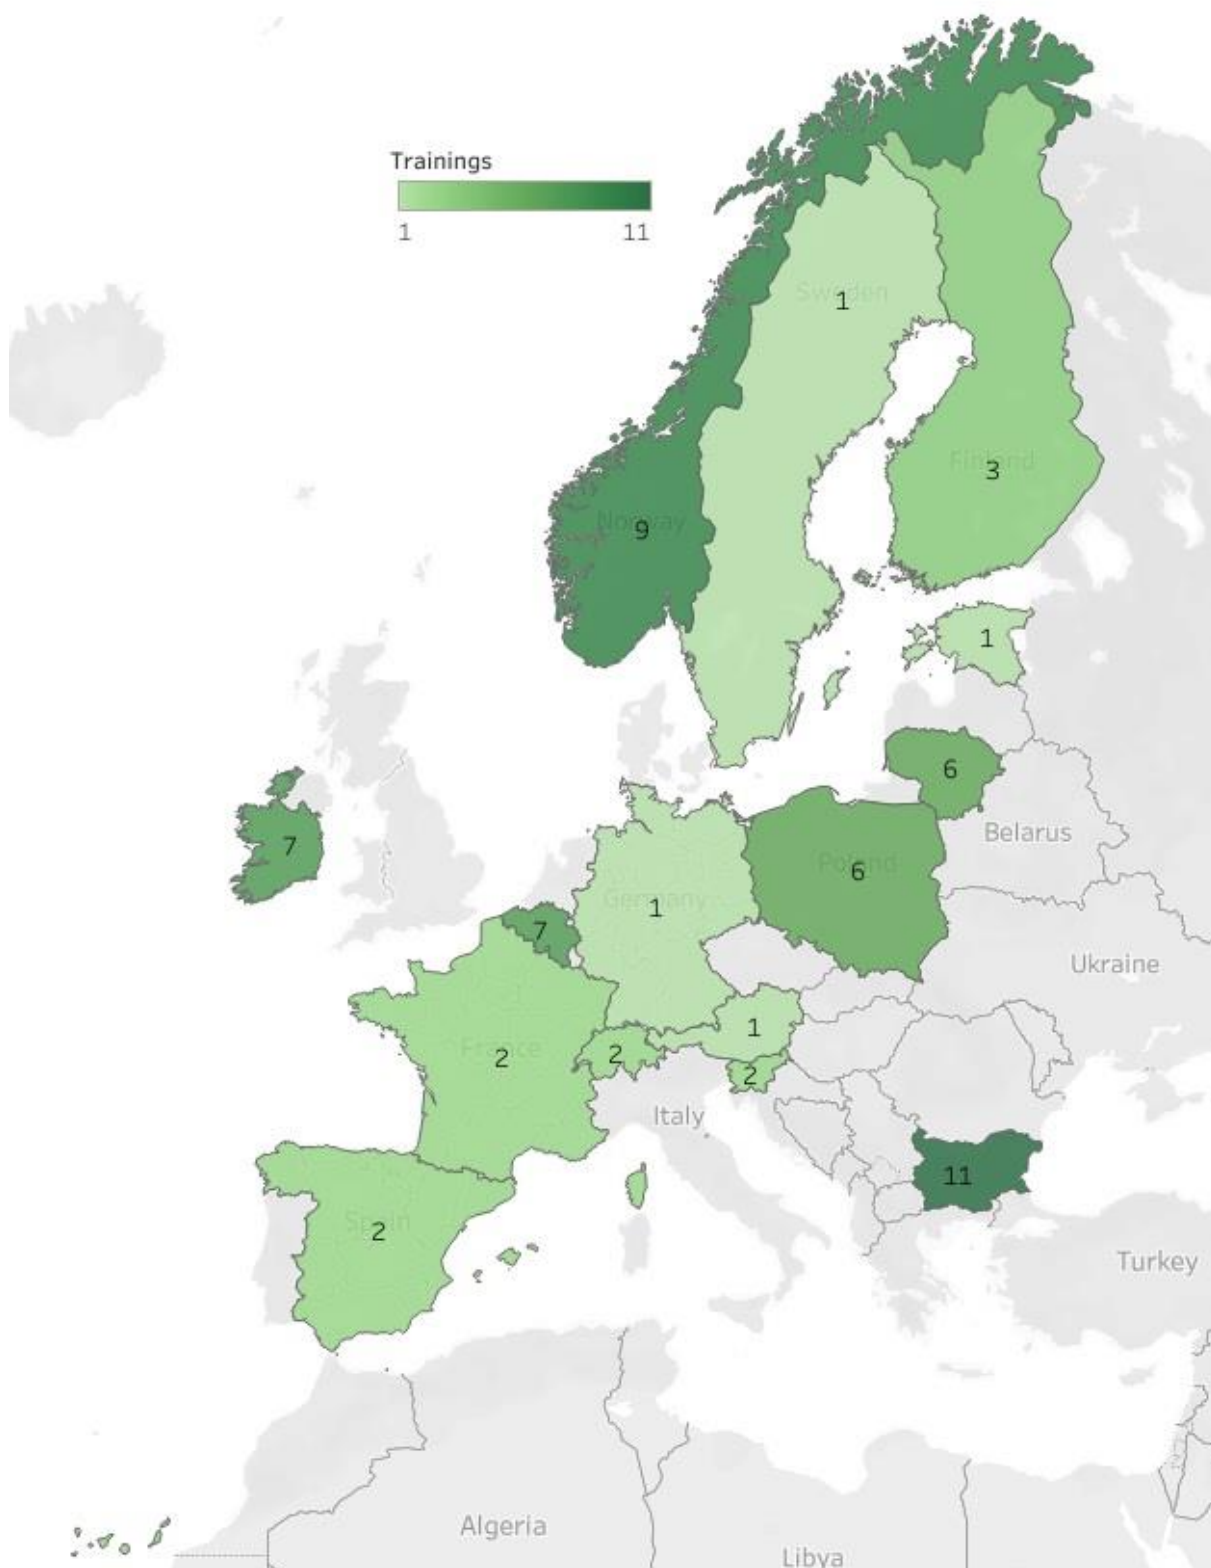 Trainings
1 11
Sweden
1
Finland
3
Norway
9
1
6
7
Belarus
Poland
6
Germany
1
7
Ukraine
1
France
2
2
2
Italy
11
Spain
2
Turkey
Algeria
Libya